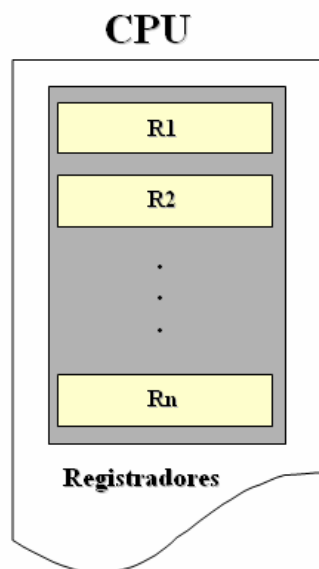 CPU
R1
R2
.
.
.
Rn
Registradores